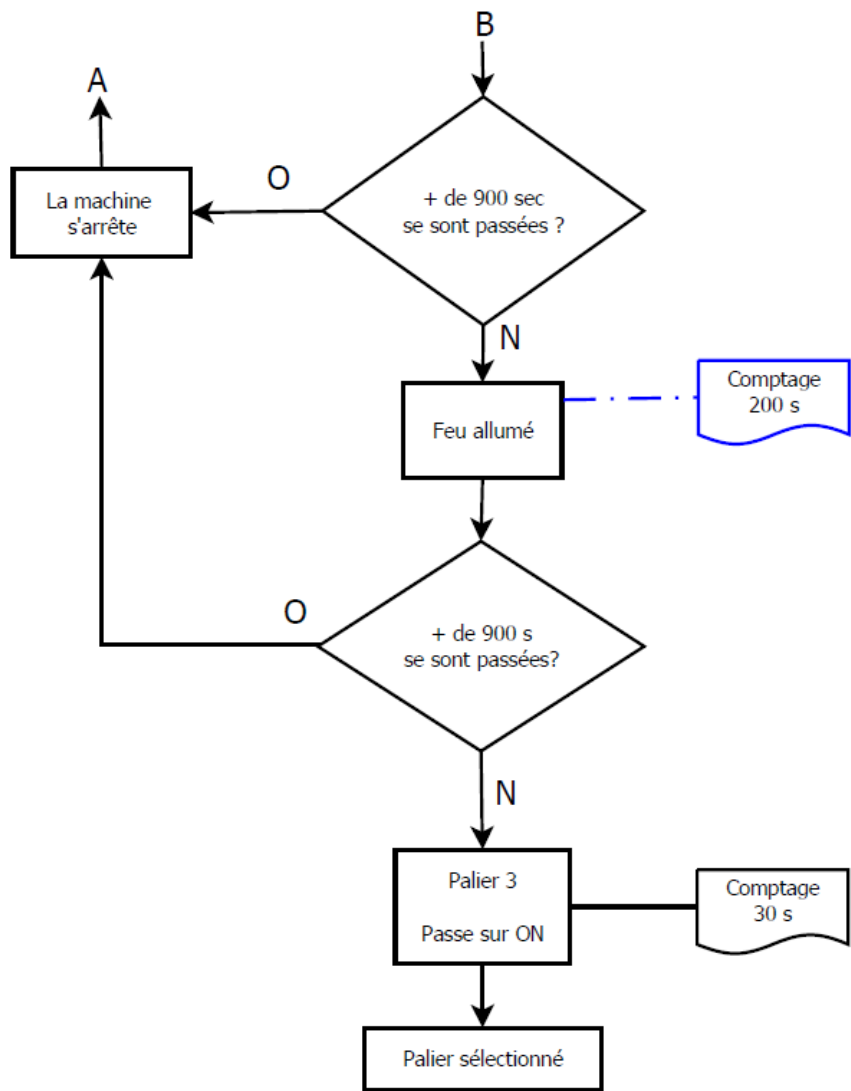 B
A
O
La machine
s'arrête
+ de 900 sec
se sont passées ?
N
Feu allumé
Comptage
200 s
O
+ de 900 s
se sont passées?
N
Palier 3
Passe sur ON
Comptage
30 s
Palier sélectionné